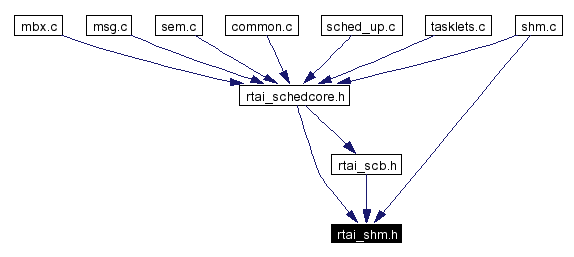 mbx.c msg.c sem.c common.c sched_up.c tasklets.c shm.c
rtai_schedcore.h
rtai_scb.h
rtai_shm.h